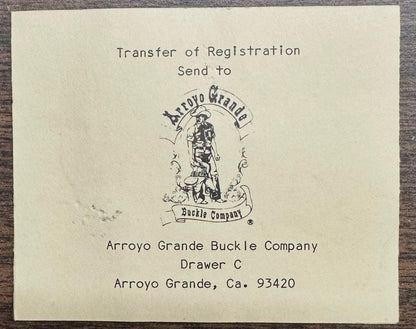 Transfer of Registration
Send to
Arroyo Grande
Buckle Company
®
Arroyo Grande Buckle Company
Drawer C
Arroyo Grande, Ca. 93420